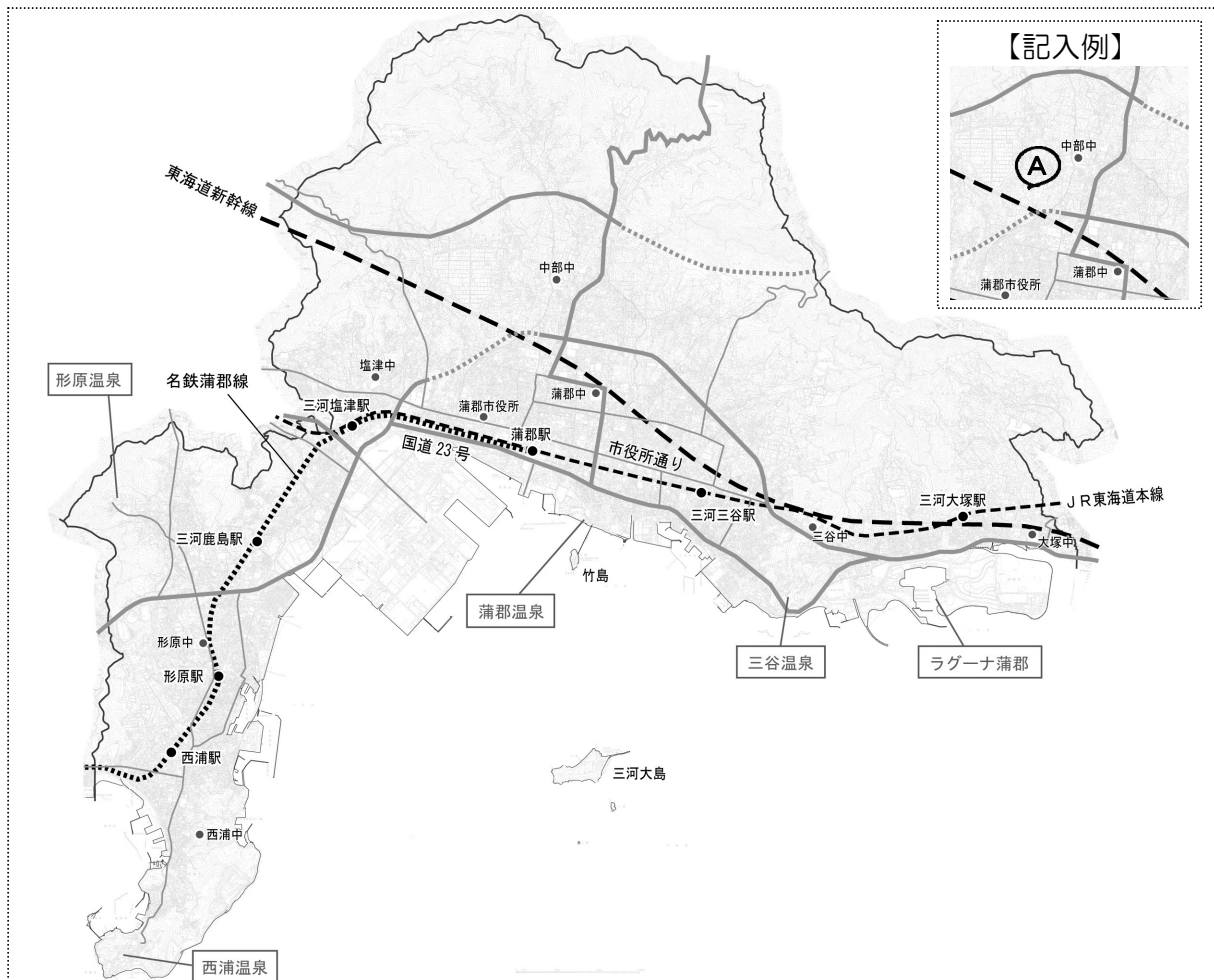 【記入例】
中部中
A
蒲郡市役所
蒲郡中
東海道新幹線
中部中
形原温泉
名鉄蒲郡線
塩津中
三河塩津駅
蒲郡市役所
蒲郡中
蒲郡駅
国道23号
市役所通り
三河三谷駅
三河大塚駅
JR東海道本線
三谷中
大塚中
三河鹿島駅
竹島
蒲郡温泉
三谷温泉
ラグーナ蒲郡
形原中
形原駅
西浦駅
三河大島
西浦中
西浦温泉